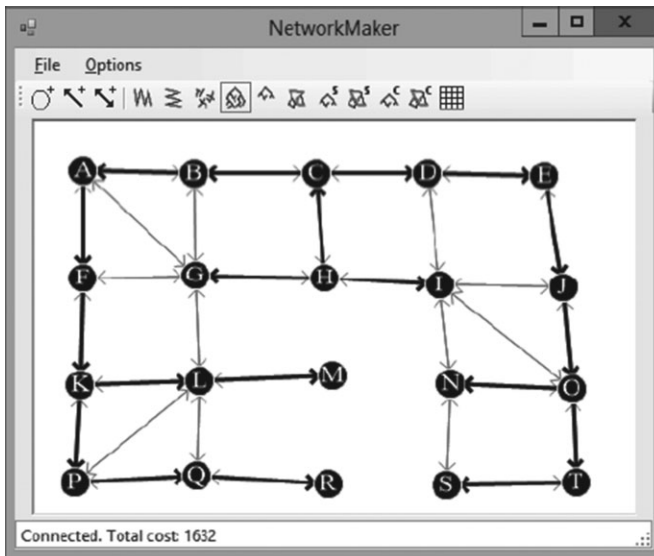 NetworkMaker
File Options
A B C D E
F G H I J
K L M N O
P Q R S T
Connected. Total cost: 1632